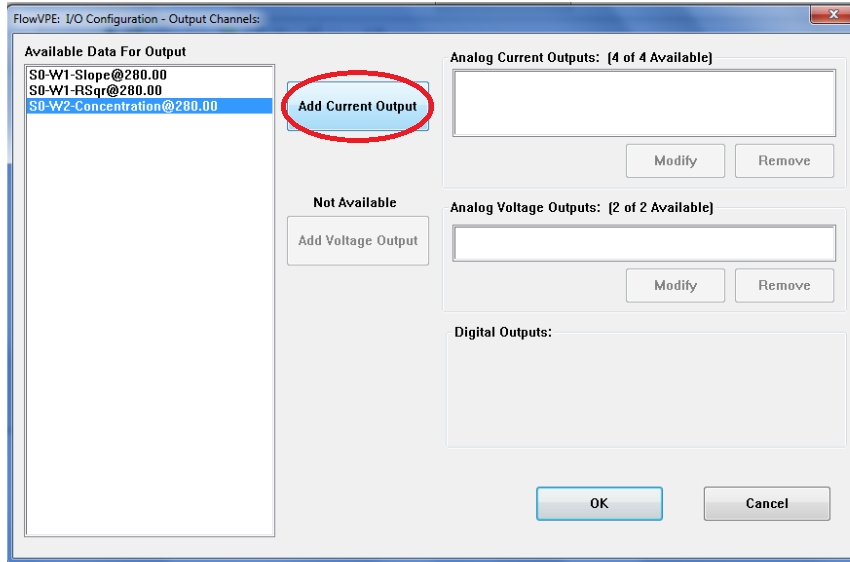 FlowVPE: I/O Configuration - Output Channels:
x
Available Data For Output
S0-W1-Slope@280.00
S0-W1-RSqr@280.00
S0-W2-Concentration@280.00
Add Current Output
Not Available
Add Voltage Output
Analog Current Outputs: (4 of 4 Available)
Modify
Remove
Analog Voltage Outputs: (2 of 2 Available)
Modify
Remove
Digital Outputs:
OK
Cancel